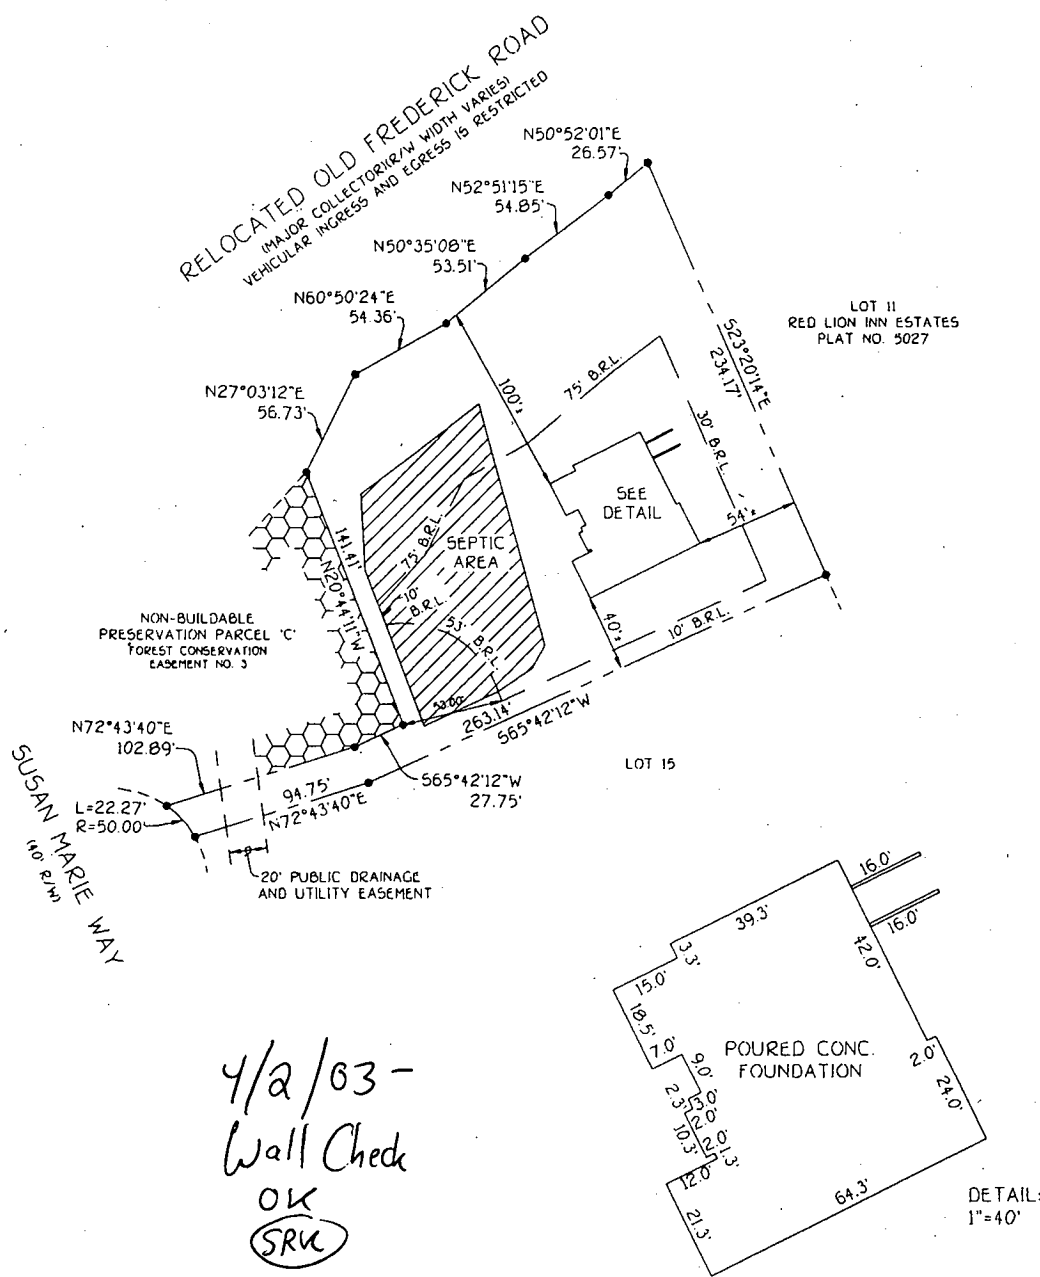 RELOCATED OLD FREDERICK ROAD
(MAJOR COLLECTOR)(R/W WIDTH VARIES)
VEHICULAR INGRESS AND EGRESS IS RESTRICTED
N50°52'01"E
26.57'
N52°51'15"E
54.85'
N50°35'08"E
53.51'
N60°50'24"E
54.36'
N27°03'12"E
56.73'
LOT 11
RED LION INN ESTATES
PLAT NO. 5027
S23°20'14"E
234.17'
100'±
75' B.R.L.
30' B.R.L.
SEE
DETAIL
54'±
SEPTIC
AREA
75' B.R.L.
10'
B.R.L.
53'
B.R.L.
141.41'
N20°44'11"W
40'±
10' B.R.L.
NON-BUILDABLE
PRESERVATION PARCEL 'C'
FOREST CONSERVATION
EASEMENT NO. 3
53.00'
263.14'
S65°42'12"W
N72°43'40"E
102.89'
LOT 15
S65°42'12"W
27.75'
94.75'
N72°43'40"E
L=22.27'
R=50.00'
SUSAN MARIE WAY
(40' R/W)
20' PUBLIC DRAINAGE
AND UTILITY EASEMENT
16.0'
16.0'
39.3'
3.3'
42.0'
15.0'
18.5'
7.0'
9.0'
POURED CONC.
FOUNDATION
2.0'
24.0'
2.3'
3.0'
2.0'
10.3'
2.0'
1.3'
12.0'
21.3'
64.3'
DETAIL:
1"=40'
4/2/03-
Wall Check
OK
SRK